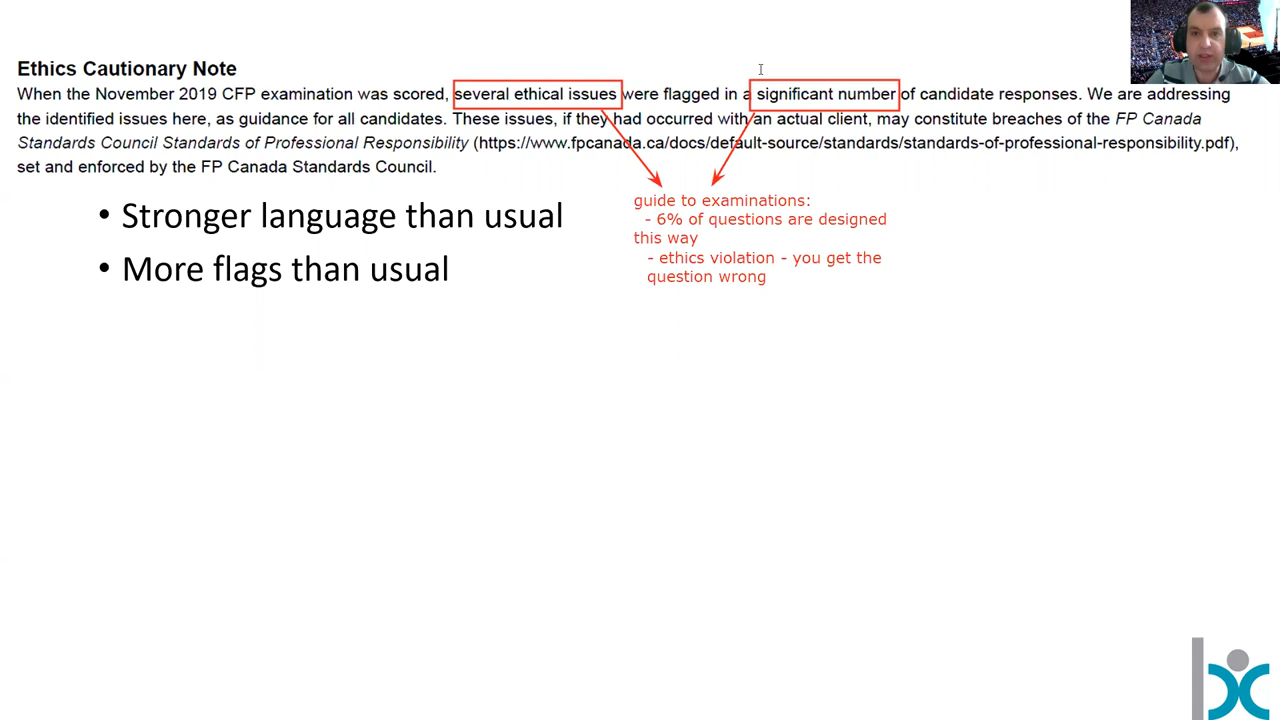 Ethics Cautionary Note
When the November 2019 CFP examination was scored, several ethical issues were flagged in a significant number of candidate responses. We are addressing
the identified issues here, as guidance for all candidates. These issues, if they had occurred with an actual client, may constitute breaches of the FP Canada
Standards Council Standards of Professional Responsibility (https://www.fpcanada.ca/docs/default-source/standards/standards-of-professional-responsibility.pdf),
set and enforced by the FP Canada Standards Council.
• Stronger language than usual
• More flags than usual
guide to examinations:
- 6% of questions are designed
this way
- ethics violation - you get the
question wrong